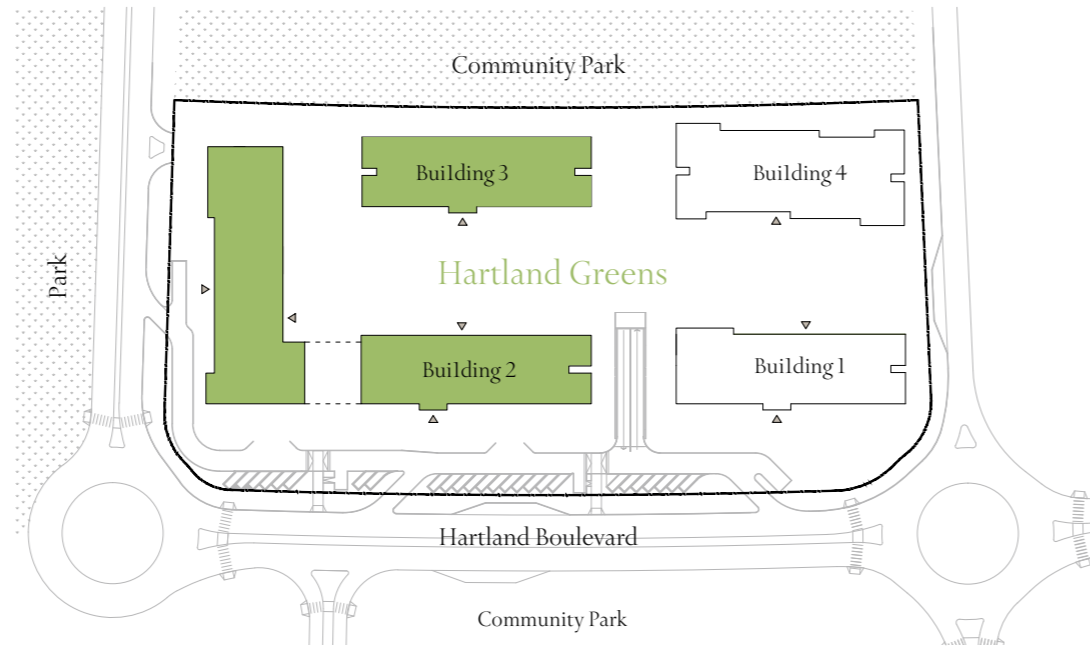 Community Park
Building 3
Building 4
Park
Hartland Greens
Building 2
Building 1
Hartland Boulevard
Community Park